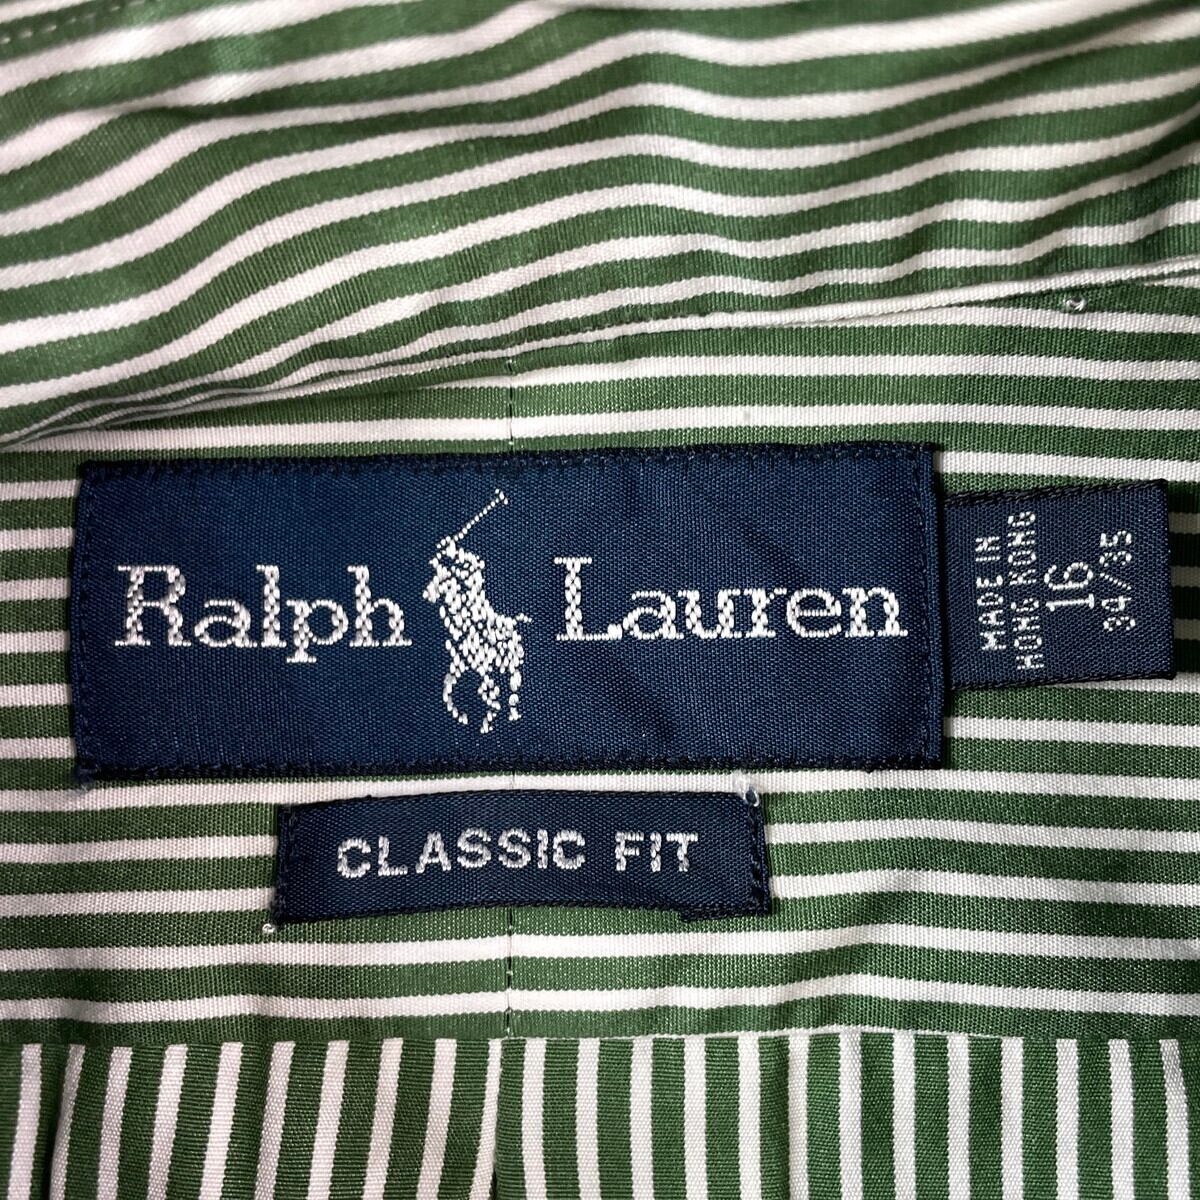 Ralph Lauren
MADE IN
HONG KONG
16
34/35
CLASSIC FIT